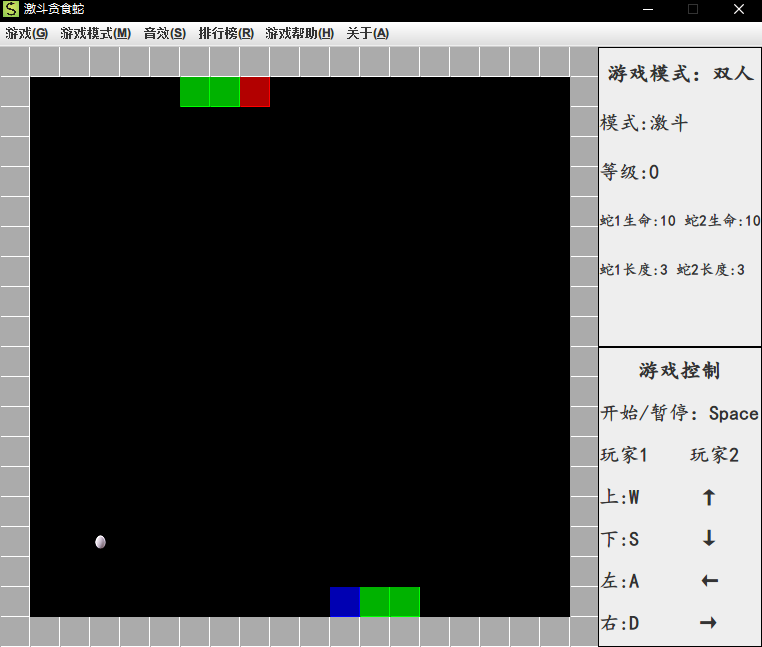 激斗贪食蛇
游戏(G) 游戏模式(M) 音效(S) 排行榜(R) 游戏帮助(H) 关于(A)
游戏模式：双人
模式:激斗
等级:0
蛇1生命:10 蛇2生命:10
蛇1长度:3 蛇2长度:3
游戏控制
开始/暂停：Space
玩家1 玩家2
上:W ↑
下:S ↓
左:A ←
右:D →